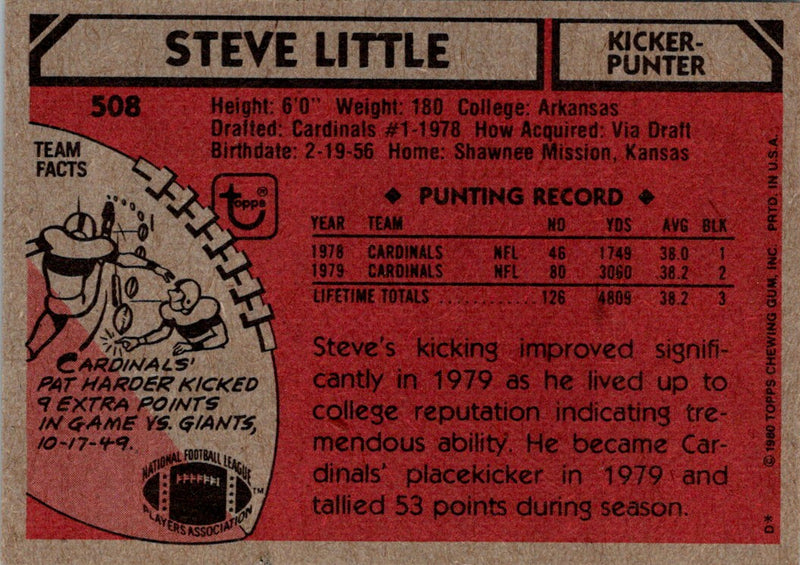 STEVE LITTLE
KICKER-
PUNTER
508
Height: 6'0" Weight: 180 College: Arkansas
Drafted: Cardinals #1-1978 How Acquired: Via Draft
Birthdate: 2-19-56 Home: Shawnee Mission, Kansas
TEAM
FACTS
topps®
◆ PUNTING RECORD ◆
YEAR TEAM NO YDS AVG BLK
1978 CARDINALS NFL 46 1749 38.0 1
1979 CARDINALS NFL 80 3060 38.2 2
LIFETIME TOTALS ............ 126 4809 38.2 3
Steve's kicking improved signifi-
cantly in 1979 as he lived up to
college reputation indicating tre-
mendous ability. He became Car-
dinals' placekicker in 1979 and
tallied 53 points during season.
CARDINALS'
PAT HARDER KICKED
9 EXTRA POINTS
IN GAME VS. GIANTS,
10-17-49.
NATIONAL FOOTBALL LEAGUE
PLAYERS ASSOCIATION™
D* © 1980 TOPPS CHEWING GUM, INC. PRTD. IN U.S.A.